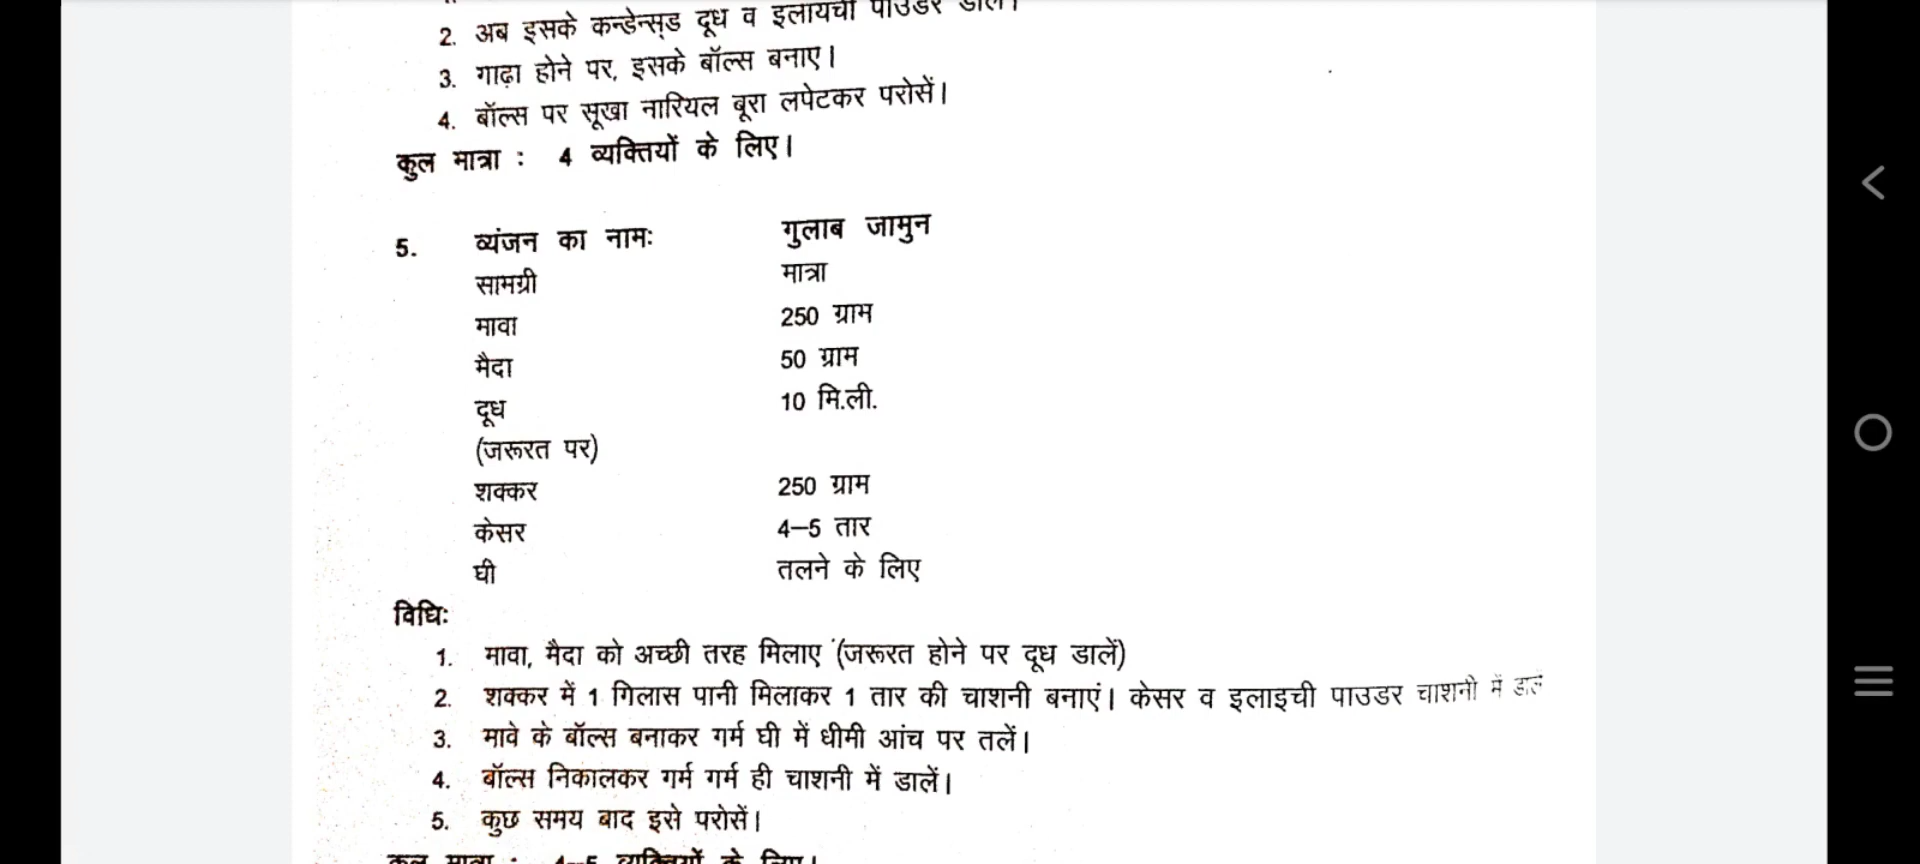 2. अब इसके कन्डेन्स्ड दूध व इलायची पाउडर डालें।
3. गाढ़ा होने पर, इसके बॉल्स बनाए।
4. बॉल्स पर सूखा नारियल बूरा लपेटकर परोसें।
कुल मात्रा : 4 व्यक्तियों के लिए।
5. व्यंजन का नामः गुलाब जामुन
सामग्री मात्रा
मावा 250 ग्राम
मैदा 50 ग्राम
दूध 10 मि.ली.
(जरूरत पर)
शक्कर 250 ग्राम
केसर 4–5 तार
घी तलने के लिए
विधिः
1. मावा, मैदा को अच्छी तरह मिलाए (जरूरत होने पर दूध डालें)
2. शक्कर में 1 गिलास पानी मिलाकर 1 तार की चाशनी बनाएं। केसर व इलाइची पाउडर चाशनी में डालें
3. मावे के बॉल्स बनाकर गर्म घी में धीमी आंच पर तलें।
4. बॉल्स निकालकर गर्म गर्म ही चाशनी में डालें।
5. कुछ समय बाद इसे परोसें।
कुल मात्रा : 4–5 व्यक्तियों के लिए।